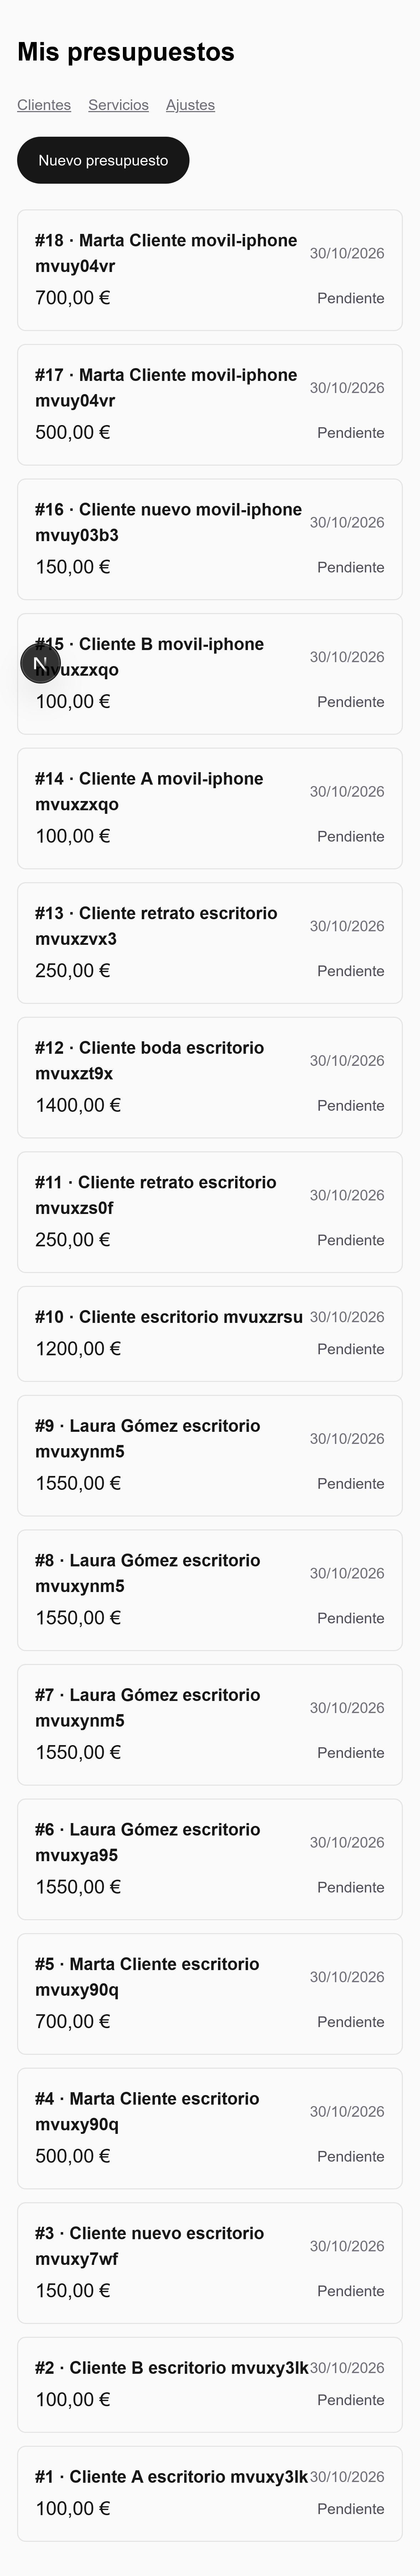 Mis presupuestos
Clientes Servicios Ajustes
Nuevo presupuesto
#18 · Marta Cliente movil-iphone
mvuy04vr
30/10/2026
700,00 €
Pendiente
#17 · Marta Cliente movil-iphone
mvuy04vr
30/10/2026
500,00 €
Pendiente
#16 · Cliente nuevo movil-iphone
mvuy03b3
30/10/2026
150,00 €
Pendiente
#15 · Cliente B movil-iphone
mvuxzxqo
30/10/2026
N
100,00 €
Pendiente
#14 · Cliente A movil-iphone
mvuxzxqo
30/10/2026
100,00 €
Pendiente
#13 · Cliente retrato escritorio
mvuxzvx3
30/10/2026
250,00 €
Pendiente
#12 · Cliente boda escritorio
mvuxzt9x
30/10/2026
1400,00 €
Pendiente
#11 · Cliente retrato escritorio
mvuxzs0f
30/10/2026
250,00 €
Pendiente
#10 · Cliente escritorio mvuxzrsu
30/10/2026
1200,00 €
Pendiente
#9 · Laura Gómez escritorio
mvuxynm5
30/10/2026
1550,00 €
Pendiente
#8 · Laura Gómez escritorio
mvuxynm5
30/10/2026
1550,00 €
Pendiente
#7 · Laura Gómez escritorio
mvuxynm5
30/10/2026
1550,00 €
Pendiente
#6 · Laura Gómez escritorio
mvuxya95
30/10/2026
1550,00 €
Pendiente
#5 · Marta Cliente escritorio
mvuxy90q
30/10/2026
700,00 €
Pendiente
#4 · Marta Cliente escritorio
mvuxy90q
30/10/2026
500,00 €
Pendiente
#3 · Cliente nuevo escritorio
mvuxy7wf
30/10/2026
150,00 €
Pendiente
#2 · Cliente B escritorio mvuxy3lk
30/10/2026
100,00 €
Pendiente
#1 · Cliente A escritorio mvuxy3lk
30/10/2026
100,00 €
Pendiente